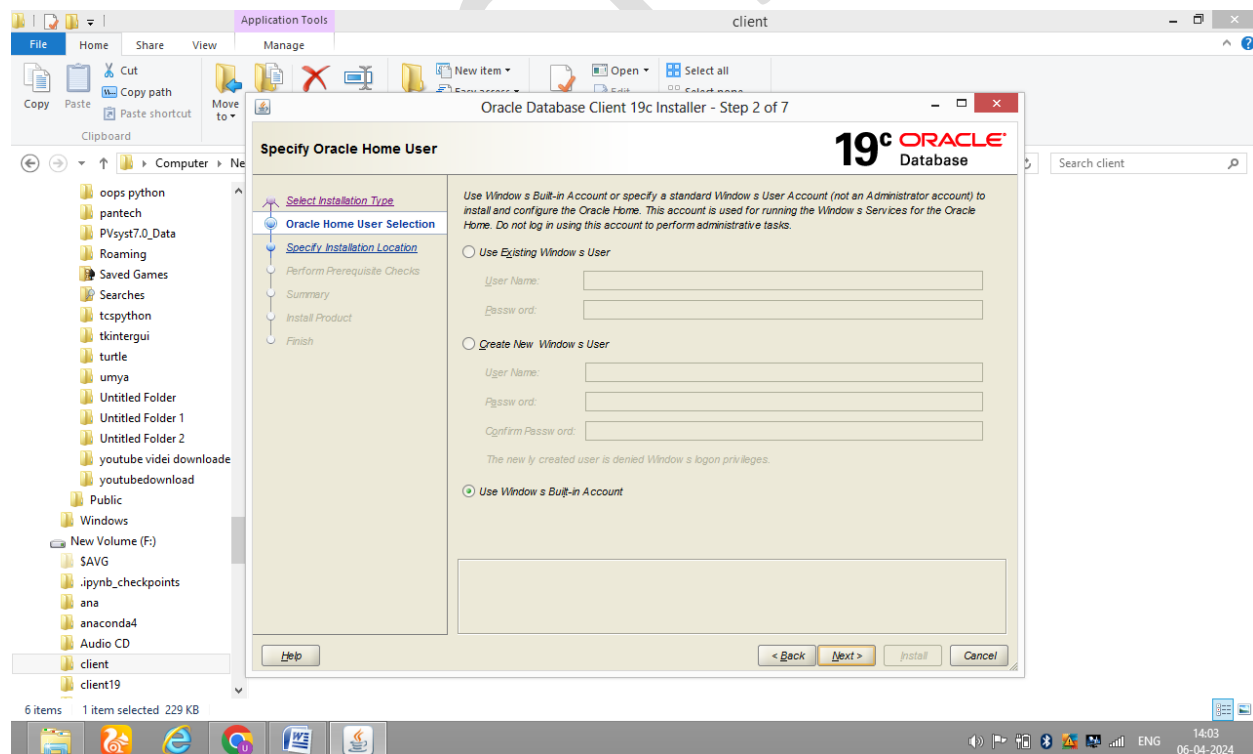 Application Tools
client
File
Home
Share
View
Manage
Copy
Paste
Cut
Copy path
Paste shortcut
Move to
New item
Open
Select all
Clipboard
Computer
Ne
Search client
oops python
pantech
PVsyst7.0_Data
Roaming
Saved Games
Searches
tcspython
tkintergui
turtle
umya
Untitled Folder
Untitled Folder 1
Untitled Folder 2
youtube videi downloade
youtubedownload
Public
Windows
New Volume (F:)
$AVG
.ipynb_checkpoints
ana
anaconda4
Audio CD
client
client19
Oracle Database Client 19c Installer - Step 2 of 7
Specify Oracle Home User
19c ORACLE
Database
Select Installation Type
Oracle Home User Selection
Specify Installation Location
Perform Prerequisite Checks
Summary
Install Product
Finish
Use Window s Built-in Account or specify a standard Window s User Account (not an Administrator account) to
install and configure the Oracle Home. This account is used for running the Window s Services for the Oracle
Home. Do not log in using this account to perform administrative tasks.
Use Existing Window s User
User Name:
Passw ord:
Create New Window s User
User Name:
Passw ord:
Confirm Passw ord:
The new ly created user is denied Window s logon privileges.
Use Window s Built-in Account
Help
< Back
Next >
Install
Cancel
6 items 1 item selected 229 KB
ENG
14:03
06-04-2024